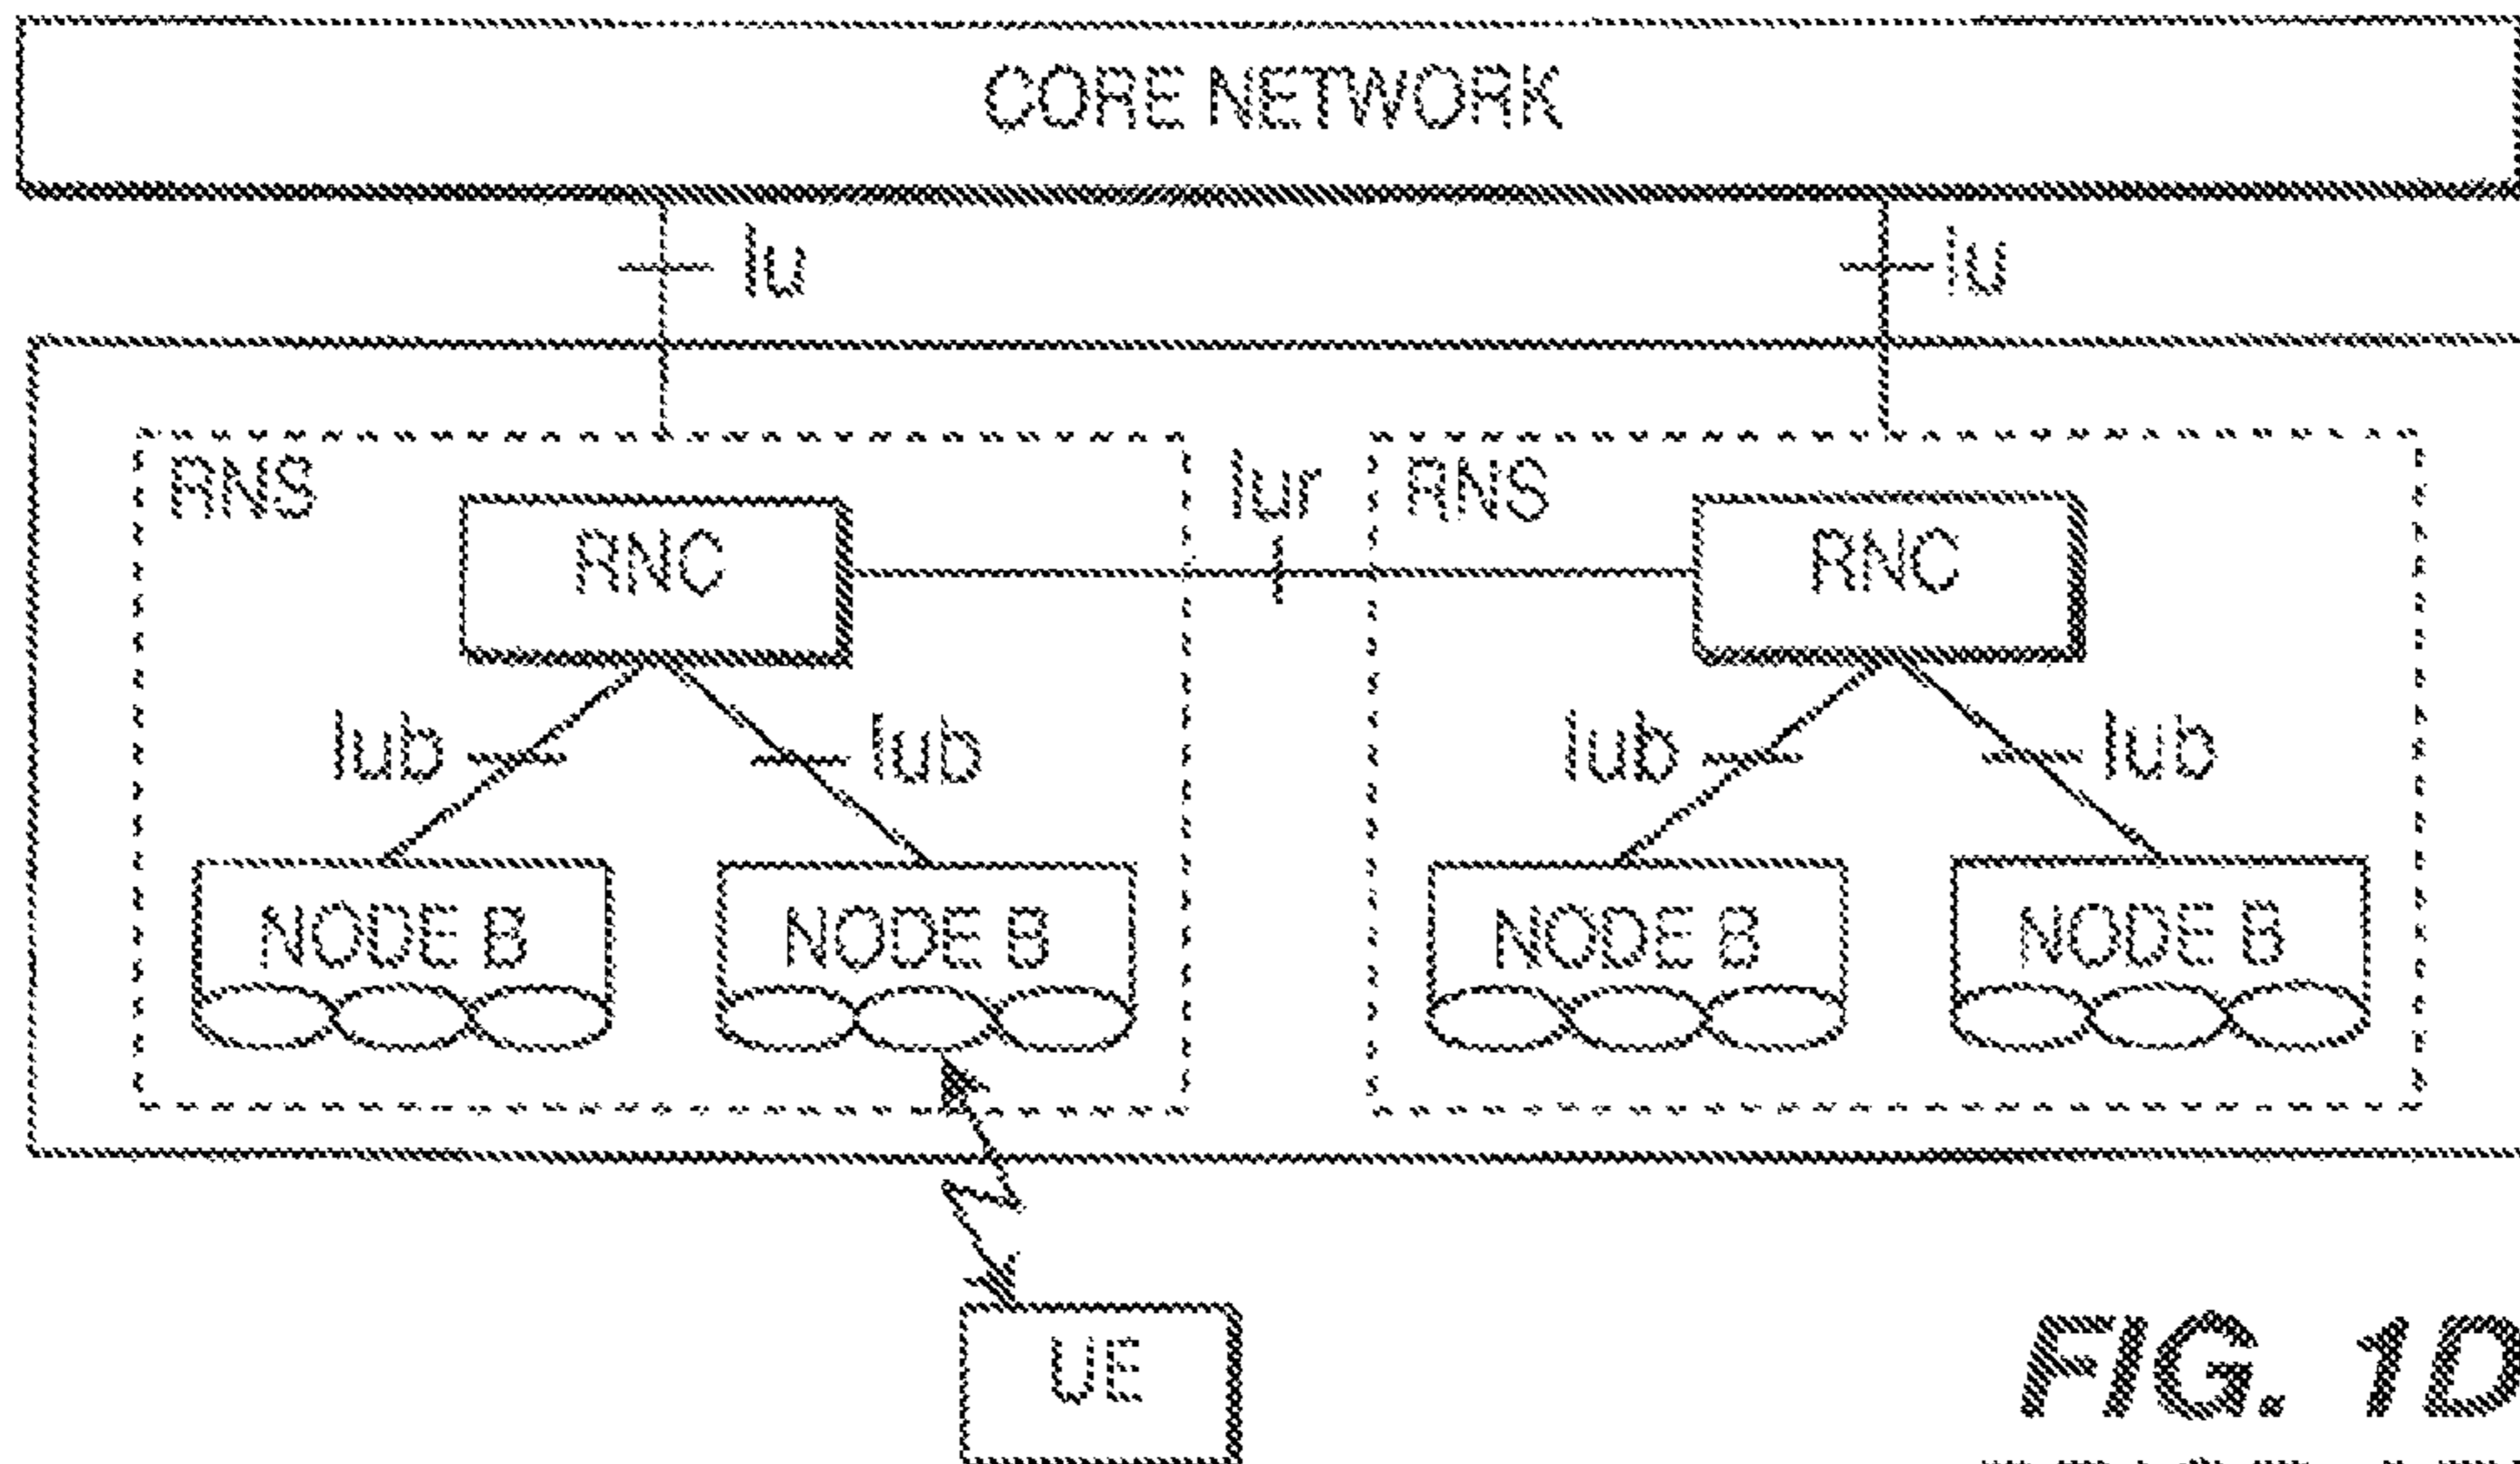 CORE NETWORK
Iu
Iu
RNS
Iur
RNS
RNC
RNC
Iub
Iub
Iub
Iub
NODE B
NODE B
NODE B
NODE B
UE
FIG. 1D